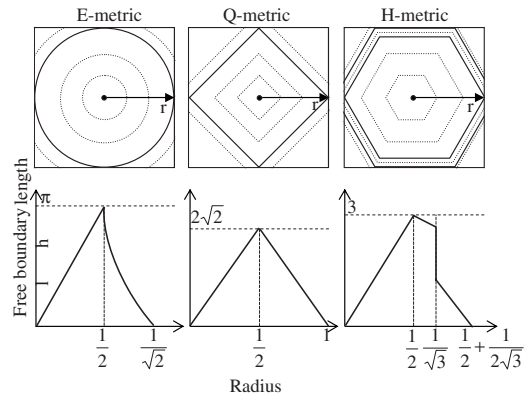 E-metric Q-metric H-metric
r r r
Free boundary length
π
h
l
2√2
3
1/2 1/√2
1/2 1
1/2 1/√3 1/2 + 1/2√3
Radius